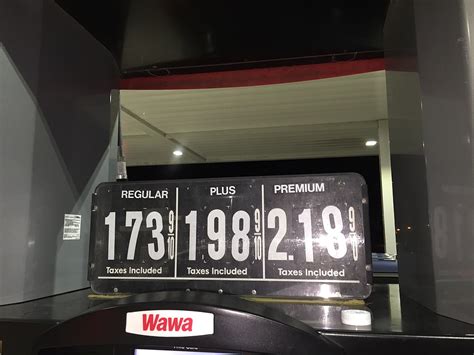 REGULAR PLUS PREMIUM
173 9/10 198 9/10 2.18 9/10
Taxes Included Taxes Included Taxes Included
Wawa